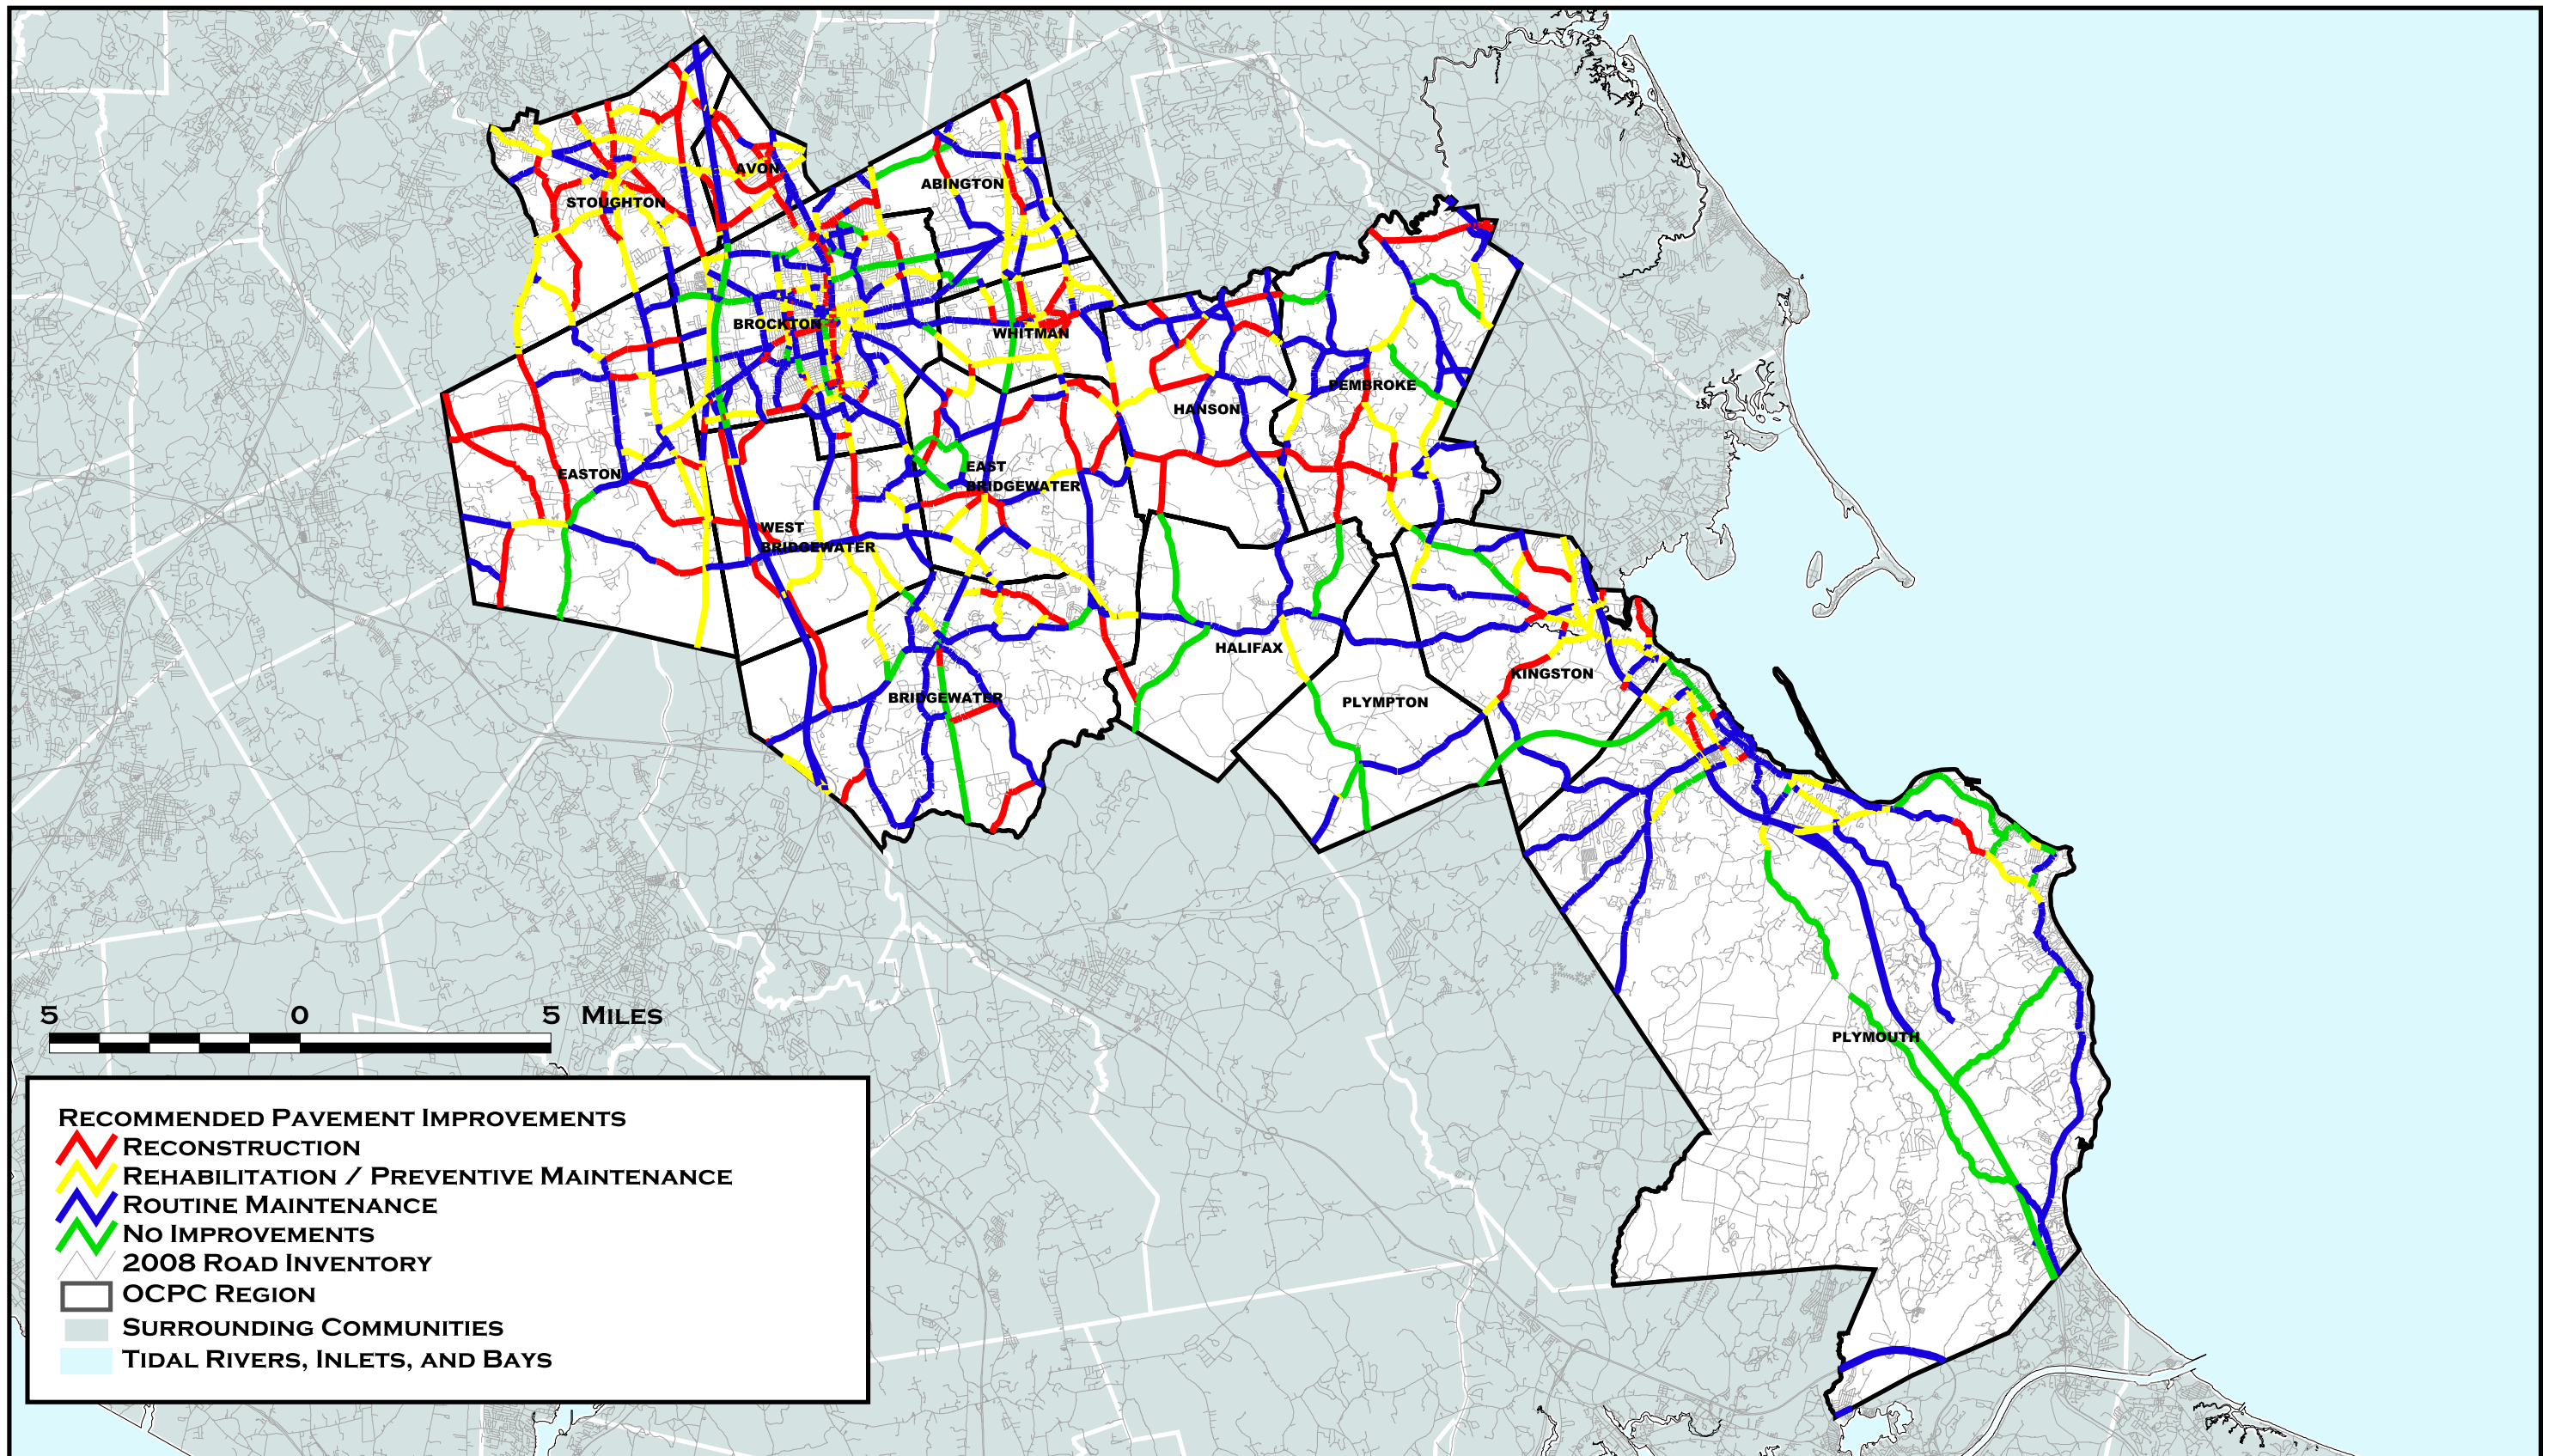 AVON
ABINGTON
STOUGHTON
BROCKTON
WHITMAN
PEMBROKE
HANSON
EASTON
EAST
BRIDGEWATER
WEST
BRIDGEWATER
HALIFAX
KINGSTON
BRIDGEWATER
PLYMPTON
PLYMOUTH
5 0 5 MILES
RECOMMENDED PAVEMENT IMPROVEMENTS
RECONSTRUCTION
REHABILITATION / PREVENTIVE MAINTENANCE
ROUTINE MAINTENANCE
NO IMPROVEMENTS
2008 ROAD INVENTORY
OCPC REGION
SURROUNDING COMMUNITIES
TIDAL RIVERS, INLETS, AND BAYS